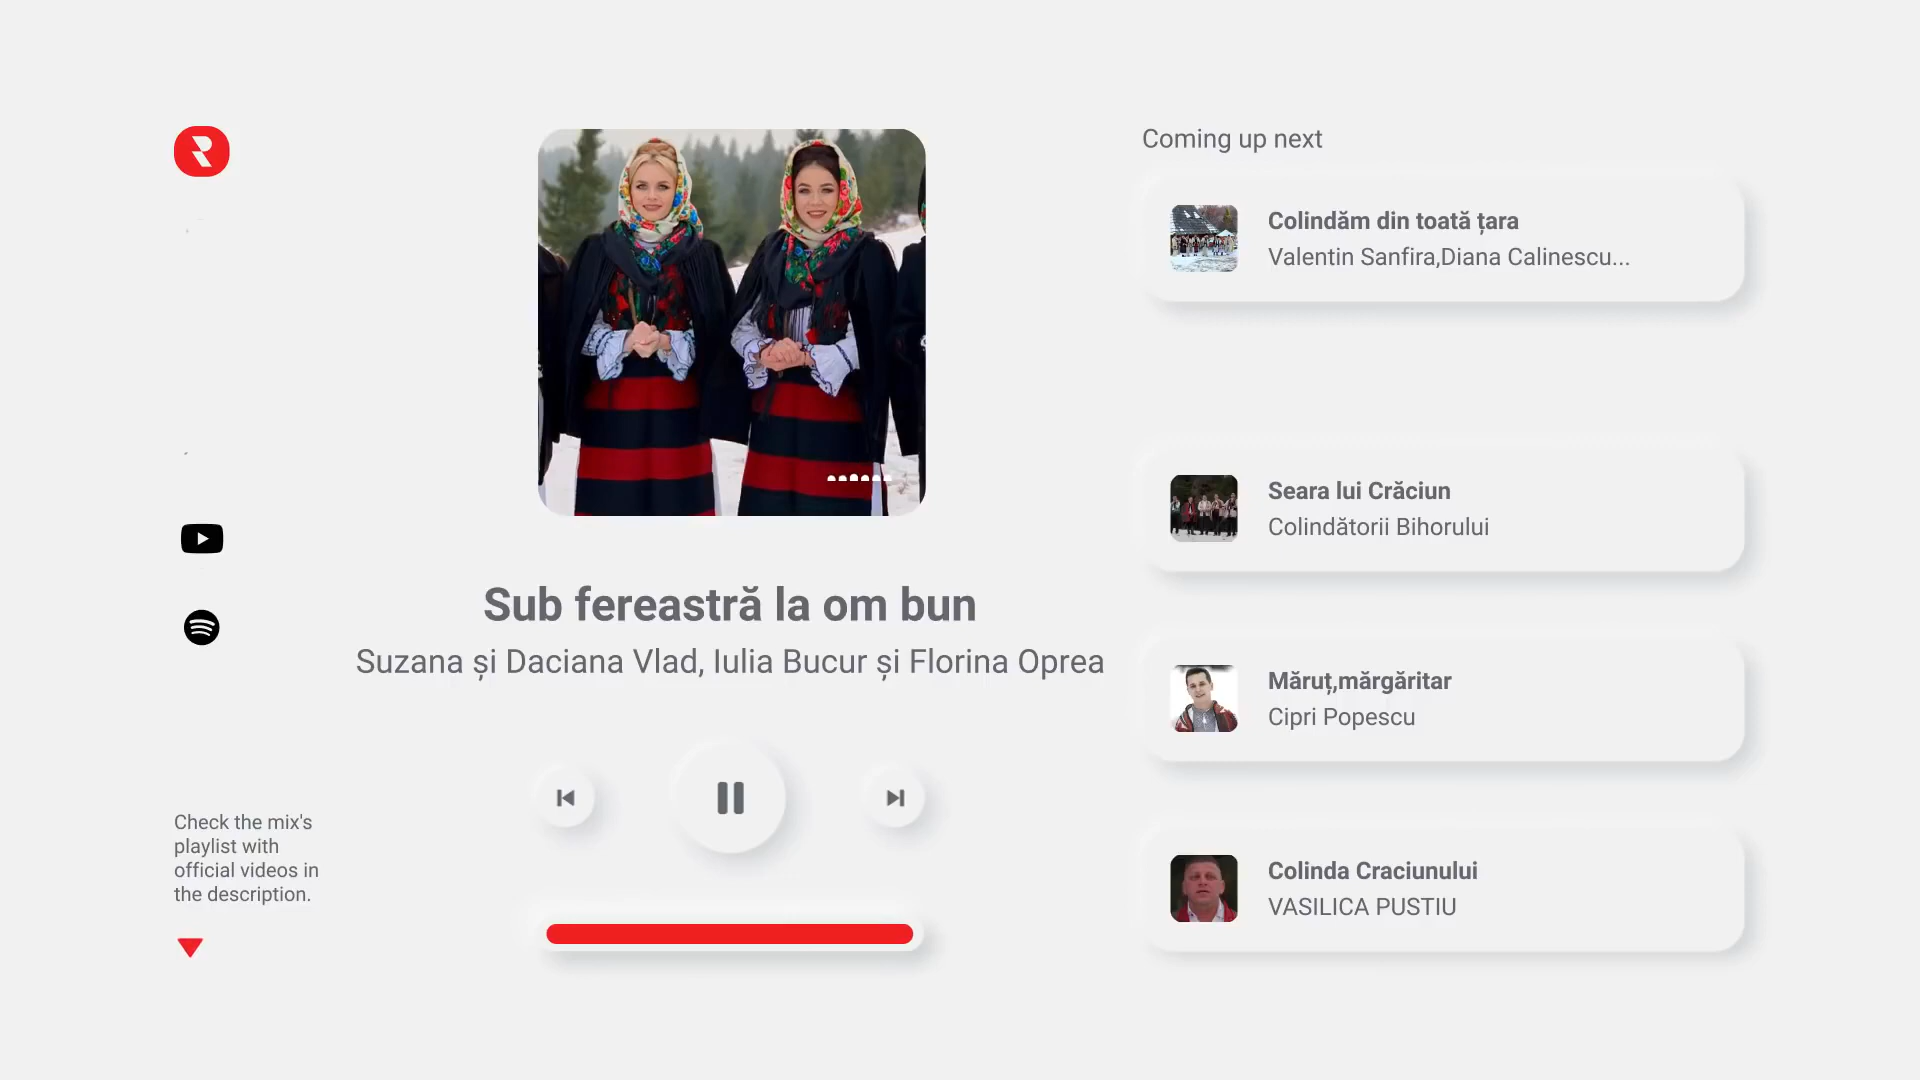 Coming up next
Colindăm din toată țara
Valentin Sanfira,Diana Calinescu...
Seara lui Crăciun
Colindătorii Bihorului
Sub fereastră la om bun
Suzana și Daciana Vlad, Iulia Bucur și Florina Oprea
Măruț,mărgăritar
Cipri Popescu
Check the mix's
playlist with
official videos in
the description.
Colinda Craciunului
VASILICA PUSTIU